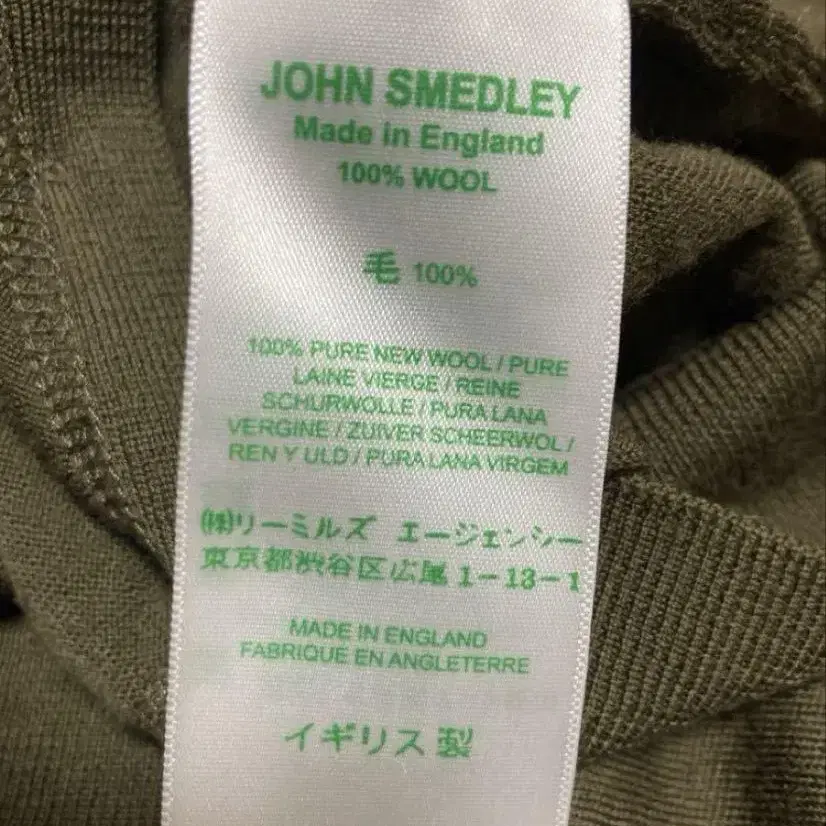 JOHN SMEDLEY
Made in England
100% WOOL
毛 100%
100% PURE NEW WOOL / PURE
LAINE VIERGE / REINE
SCHURWOLLE / PURA LANA
VERGINE / ZUIVER SCHEERWOL /
REN Y ULD / PURA LANA VIRGEM
㈱リーミルズ エージェンシー
東京都渋谷区広尾 1-13-1
MADE IN ENGLAND
FABRIQUE EN ANGLETERRE
イギリス製